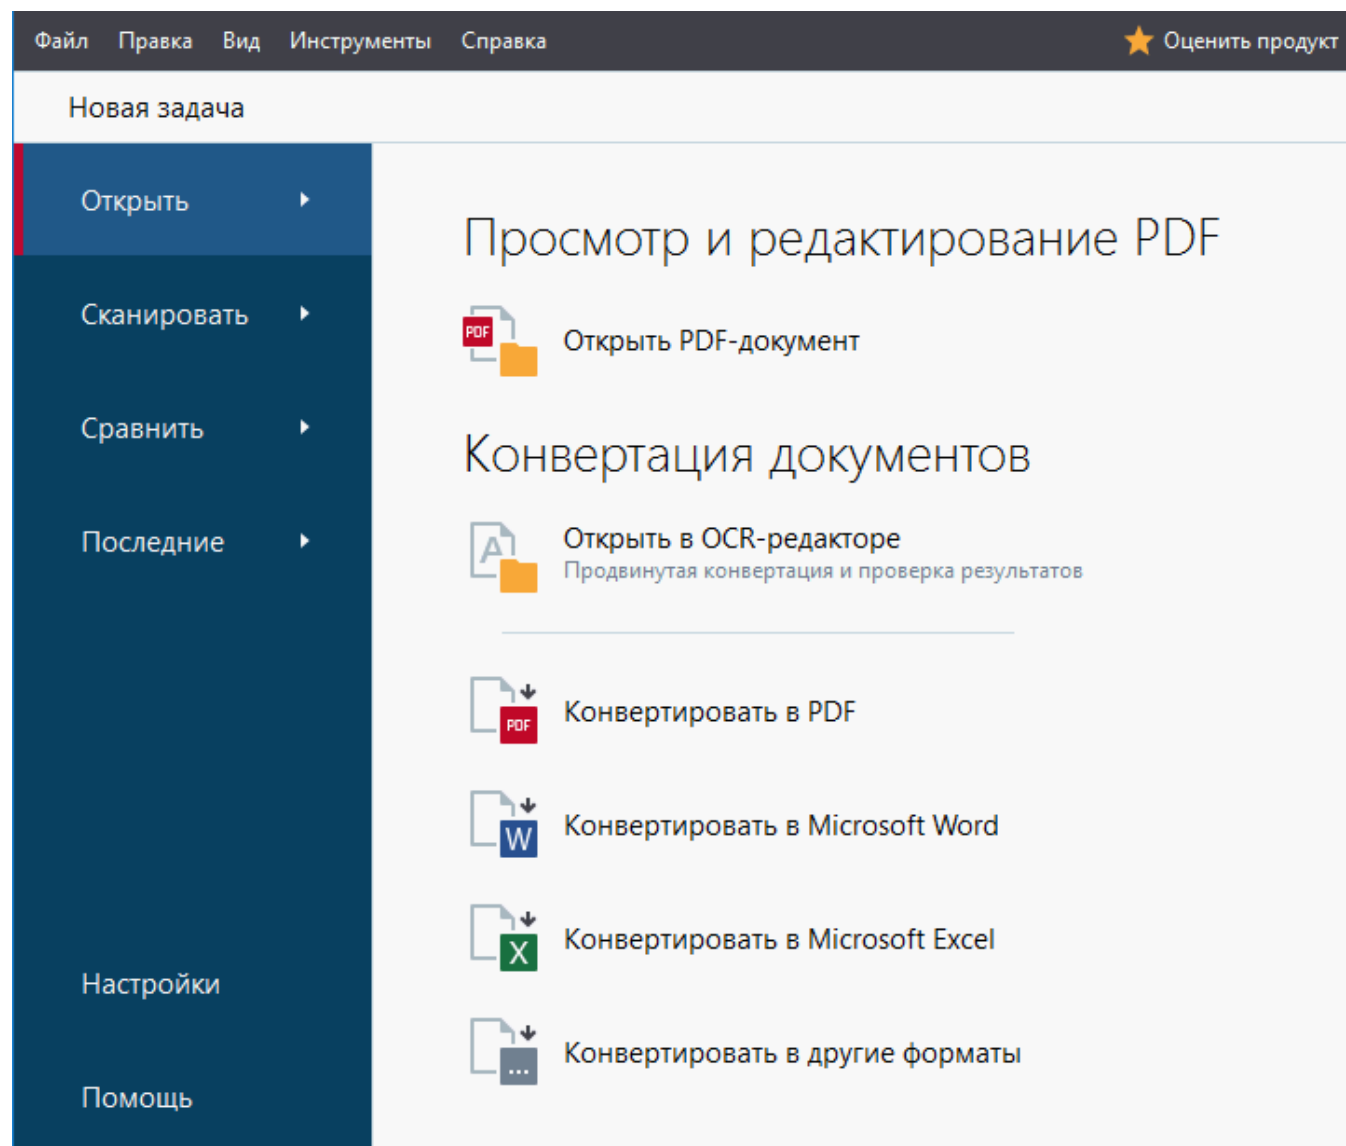 Файл Правка Вид Инструменты Справка Оценить продукт
Новая задача
Открыть
Сканировать
Сравнить
Последние
Настройки
Помощь
Просмотр и редактирование PDF
PDF
Открыть PDF-документ
Конвертация документов
A
Открыть в OCR-редакторе
Продвинутая конвертация и проверка результатов
PDF
Конвертировать в PDF
W
Конвертировать в Microsoft Word
X
Конвертировать в Microsoft Excel
...
Конвертировать в другие форматы